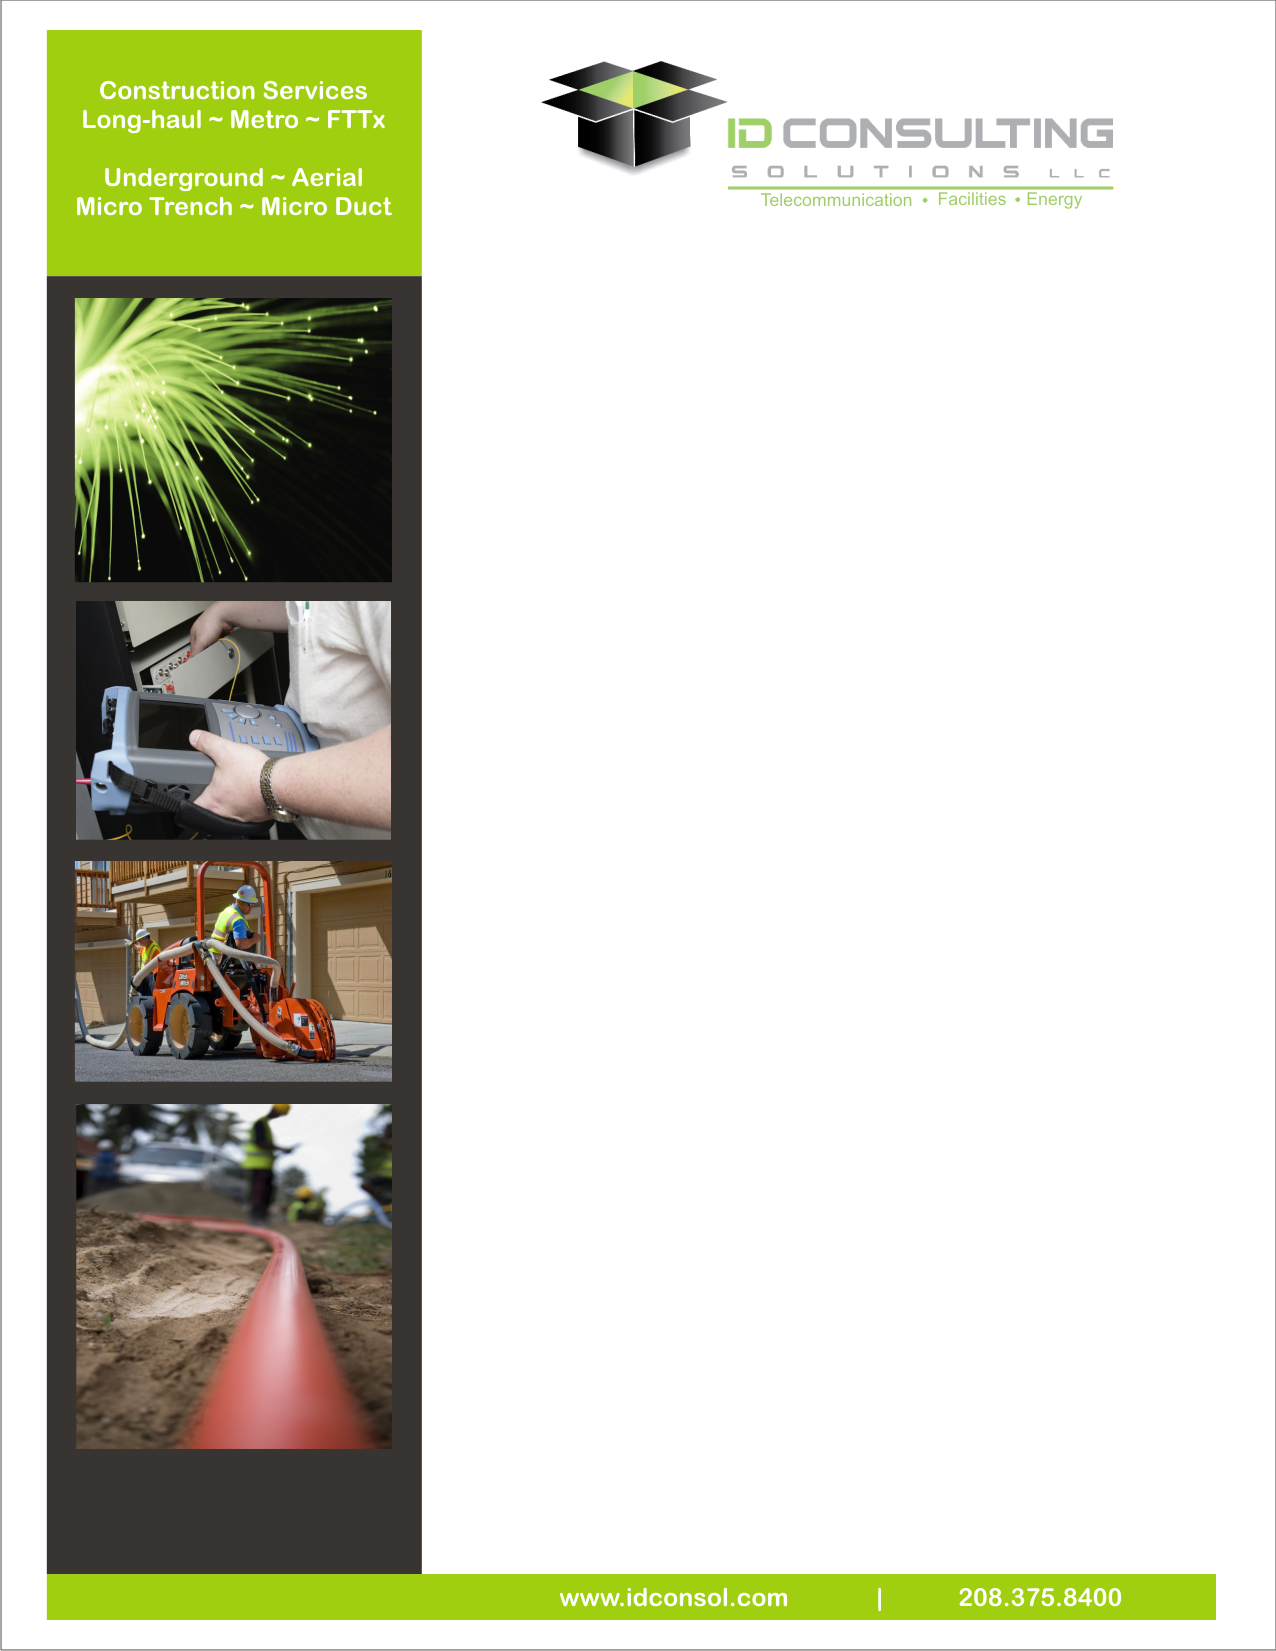 Construction Services
Long-haul ~ Metro ~ FTTx
Underground ~ Aerial
Micro Trench ~ Micro Duct
ID CONSULTING
SOLUTIONS LLC
Telecommunication • Facilities • Energy
16
www.idconsol.com | 208.375.8400